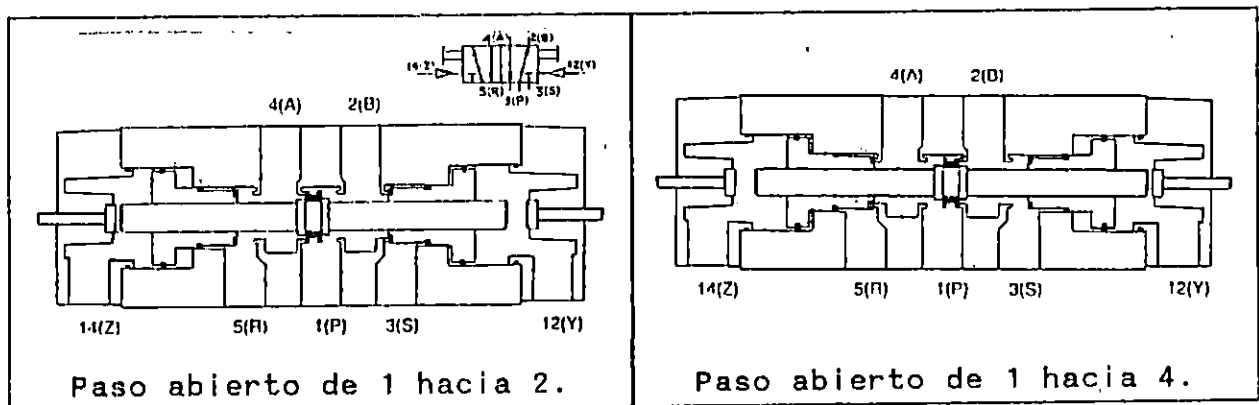 4(A) 2(B)
14(Z) 12(Y)
5(R) 1(P) 3(S)
4(A) 2(B)
14(Z) 5(R) 1(P) 3(S) 12(Y)
Paso abierto de 1 hacia 2.
4(A) 2(B)
14(Z) 5(R) 1(P) 3(S) 12(Y)
Paso abierto de 1 hacia 4.